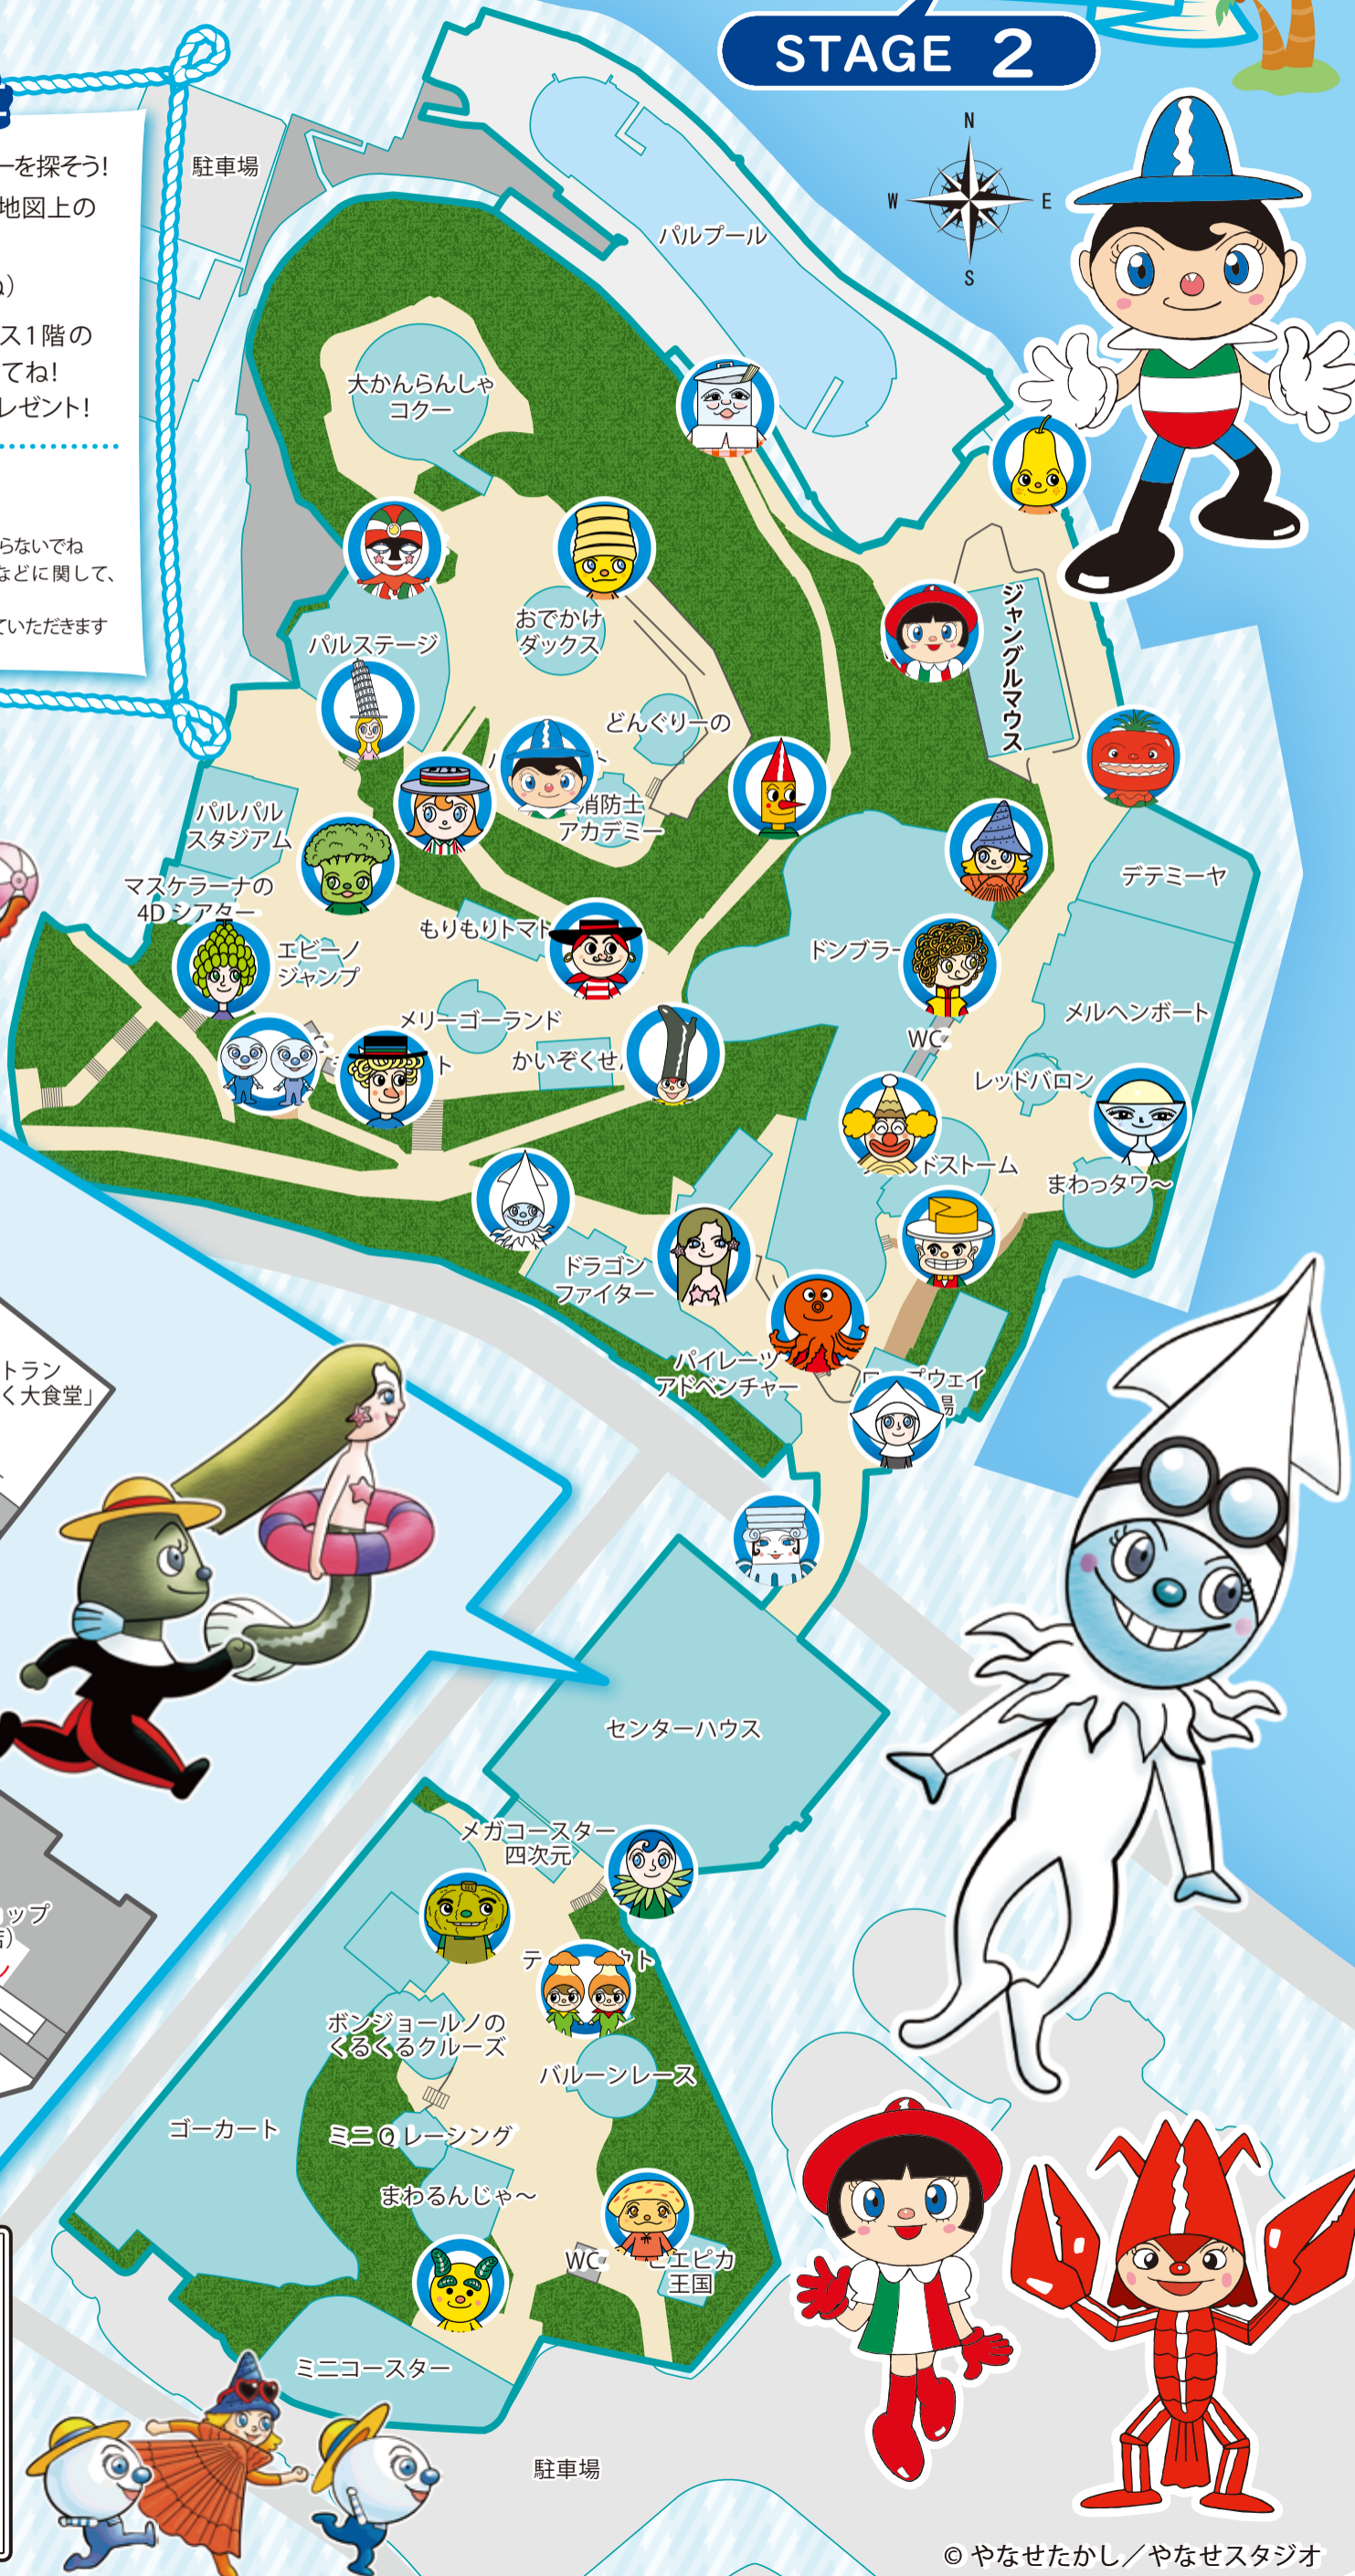 STAGE 2
ーを探そう!
地図上の
ね)
ス1階の
てね!
レゼント!
らないでね
などに関して、
ていただきます
駐車場
N
W
E
S
パルプール
大かんらんしゃ
コクー
ジャングルマウス
おでかけ
ダックス
パルステージ
どんぐりーの
消防士
アカデミー
パルパル
スタジアム
マスケラーナの
4Dシアター
エビーノ
ジャンプ
もりもりトマト
メリーゴーランド
かいぞくせ
ト
ドンブラー
WC
デテミーヤ
メルヘンボート
レッドバロン
まわっタワ〜
ドストーム
ドラゴン
ファイター
パイレーツ
アドベンチャー
ウェイ
場
トラン
く大食堂」
センターハウス
メガコースター
四次元
テ
ト
ップ
ボンジョールノの
くるくるクルーズ
バルーンレース
ゴーカート
ミニQレーシング
まわるんじゃ〜
WC
エピカ
王国
ミニコースター
駐車場
© やなせたかし／やなせスタジオ